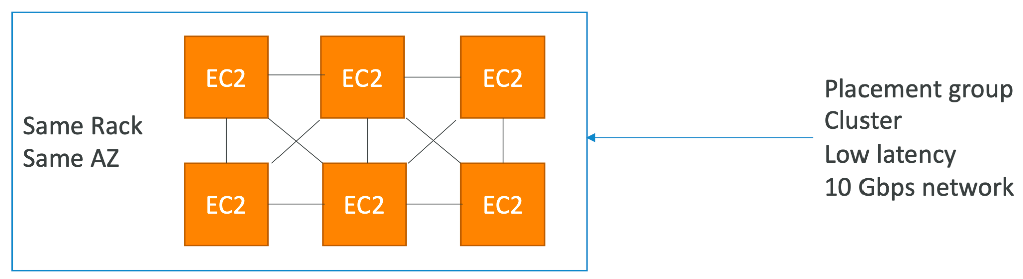 EC2
EC2
EC2
Same Rack
Same AZ
EC2
EC2
EC2
Placement group
Cluster
Low latency
10 Gbps network